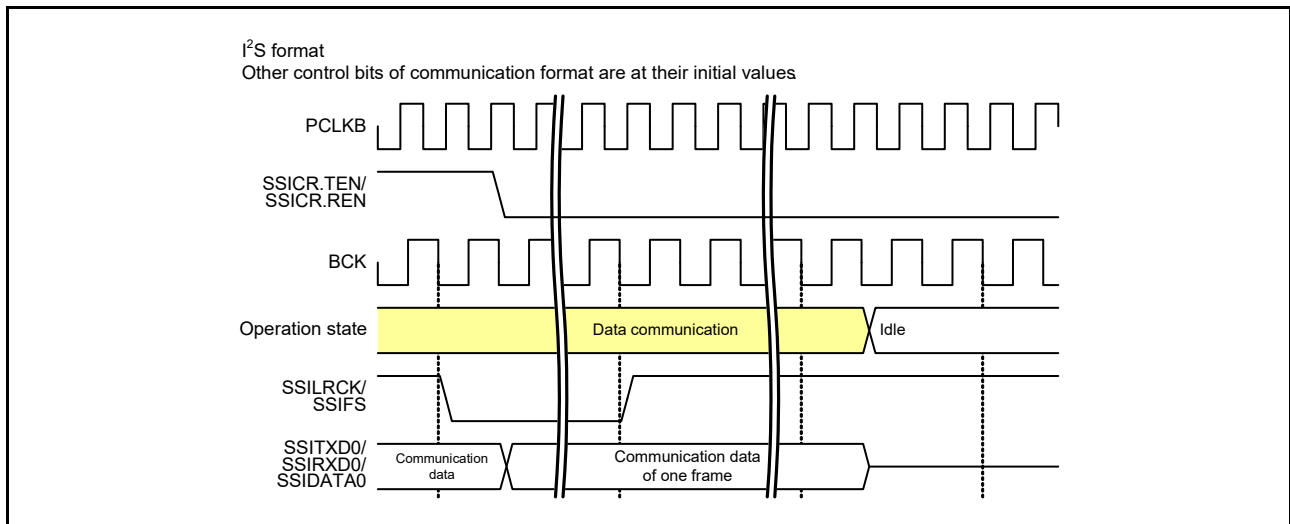 I²S format
Other control bits of communication format are at their initial values.
PCLKB
SSICR.TEN/
SSICR.REN
BCK
Operation state
Data communication
Idle
SSILRCK/
SSIFS
SSITXD0/
SSIRXD0/
SSIDATA0
Communication
data
Communication data
of one frame